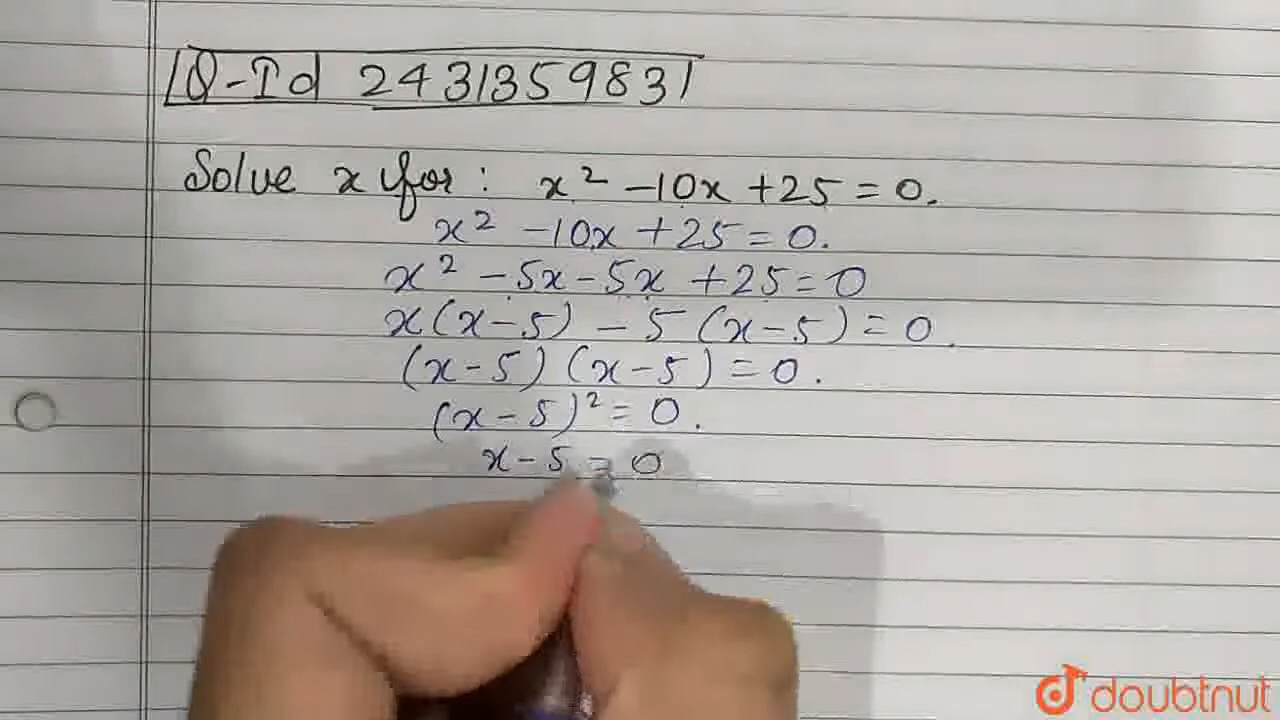 Q-Id 2431359831
Solve x for: x² -10x +25 = 0.
x² -10x +25 = 0.
x² -5x -5x +25 = 0
x(x-5) -5(x-5) = 0.
(x-5)(x-5) = 0.
(x-5)² = 0.
x-5 = 0
doubtnut